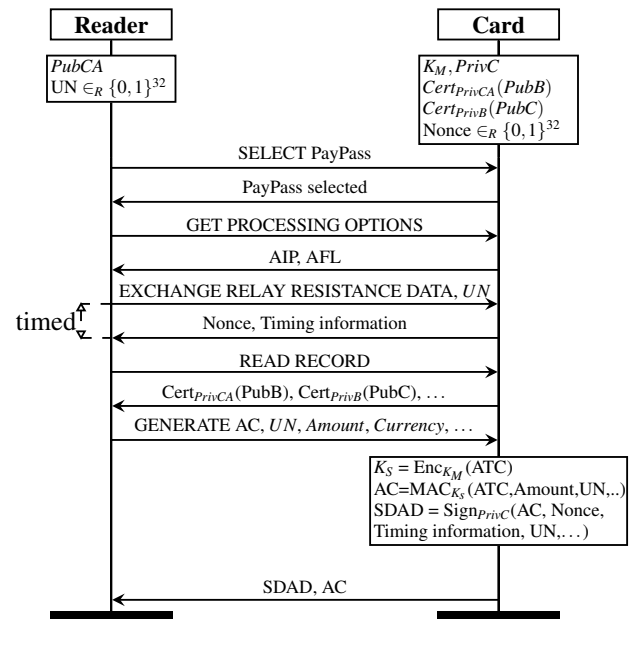 Reader Card
PubCA
UN ∈R {0,1}^32
K_M, PrivC
Cert_PrivCA(PubB)
Cert_PrivB(PubC)
Nonce ∈R {0,1}^32
SELECT PayPass
PayPass selected
GET PROCESSING OPTIONS
AIP, AFL
EXCHANGE RELAY RESISTANCE DATA, UN
timed
Nonce, Timing information
READ RECORD
Cert_PrivCA(PubB), Cert_PrivB(PubC), ...
GENERATE AC, UN, Amount, Currency, ...
K_S = Enc_K_M(ATC)
AC=MAC_K_s(ATC,Amount,UN,..)
SDAD = Sign_PrivC(AC, Nonce,
Timing information, UN,...)
SDAD, AC